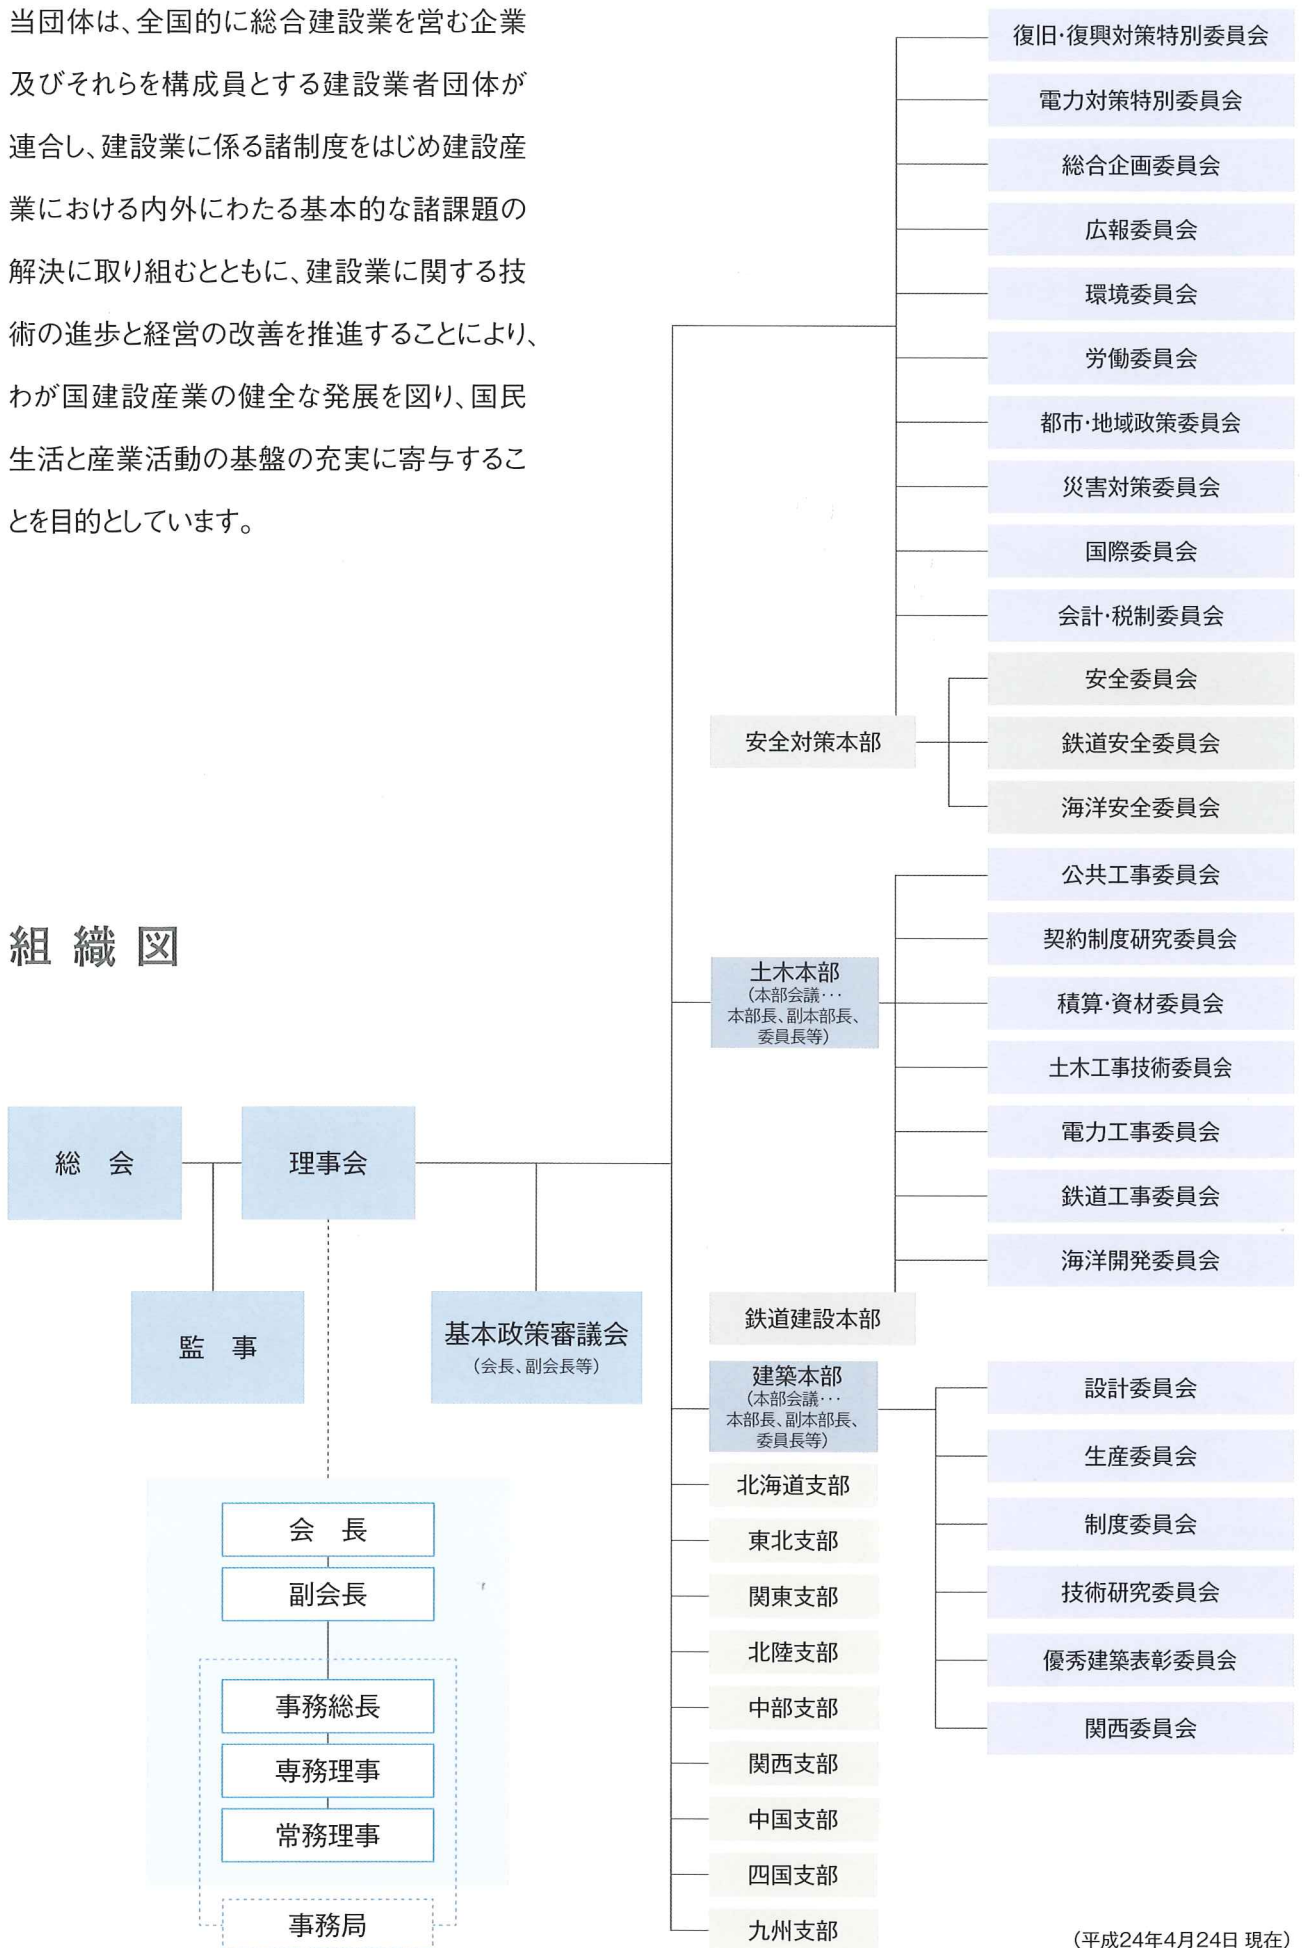 当団体は、全国的に総合建設業を営む企業
及びそれらを構成員とする建設業者団体が
連合し、建設業に係る諸制度をはじめ建設産
業における内外にわたる基本的な諸課題の
解決に取り組むとともに、建設業に関する技
術の進歩と経営の改善を推進することにより、
わが国建設産業の健全な発展を図り、国民
生活と産業活動の基盤の充実に寄与するこ
とを目的としています。
組織図
総　会
理事会
監　事
基本政策審議会
(会長、副会長等)
会　長
副会長
事務総長
専務理事
常務理事
事務局
復旧・復興対策特別委員会
電力対策特別委員会
総合企画委員会
広報委員会
環境委員会
労働委員会
都市・地域政策委員会
災害対策委員会
国際委員会
会計・税制委員会
安全対策本部
安全委員会
鉄道安全委員会
海洋安全委員会
土木本部
(本部会議･･･
本部長、副本部長、
委員長等)
公共工事委員会
契約制度研究委員会
積算・資材委員会
土木工事技術委員会
電力工事委員会
鉄道工事委員会
海洋開発委員会
鉄道建設本部
建築本部
(本部会議･･･
本部長、副本部長、
委員長等)
設計委員会
生産委員会
制度委員会
技術研究委員会
優秀建築表彰委員会
関西委員会
北海道支部
東北支部
関東支部
北陸支部
中部支部
関西支部
中国支部
四国支部
九州支部
(平成24年4月24日 現在)